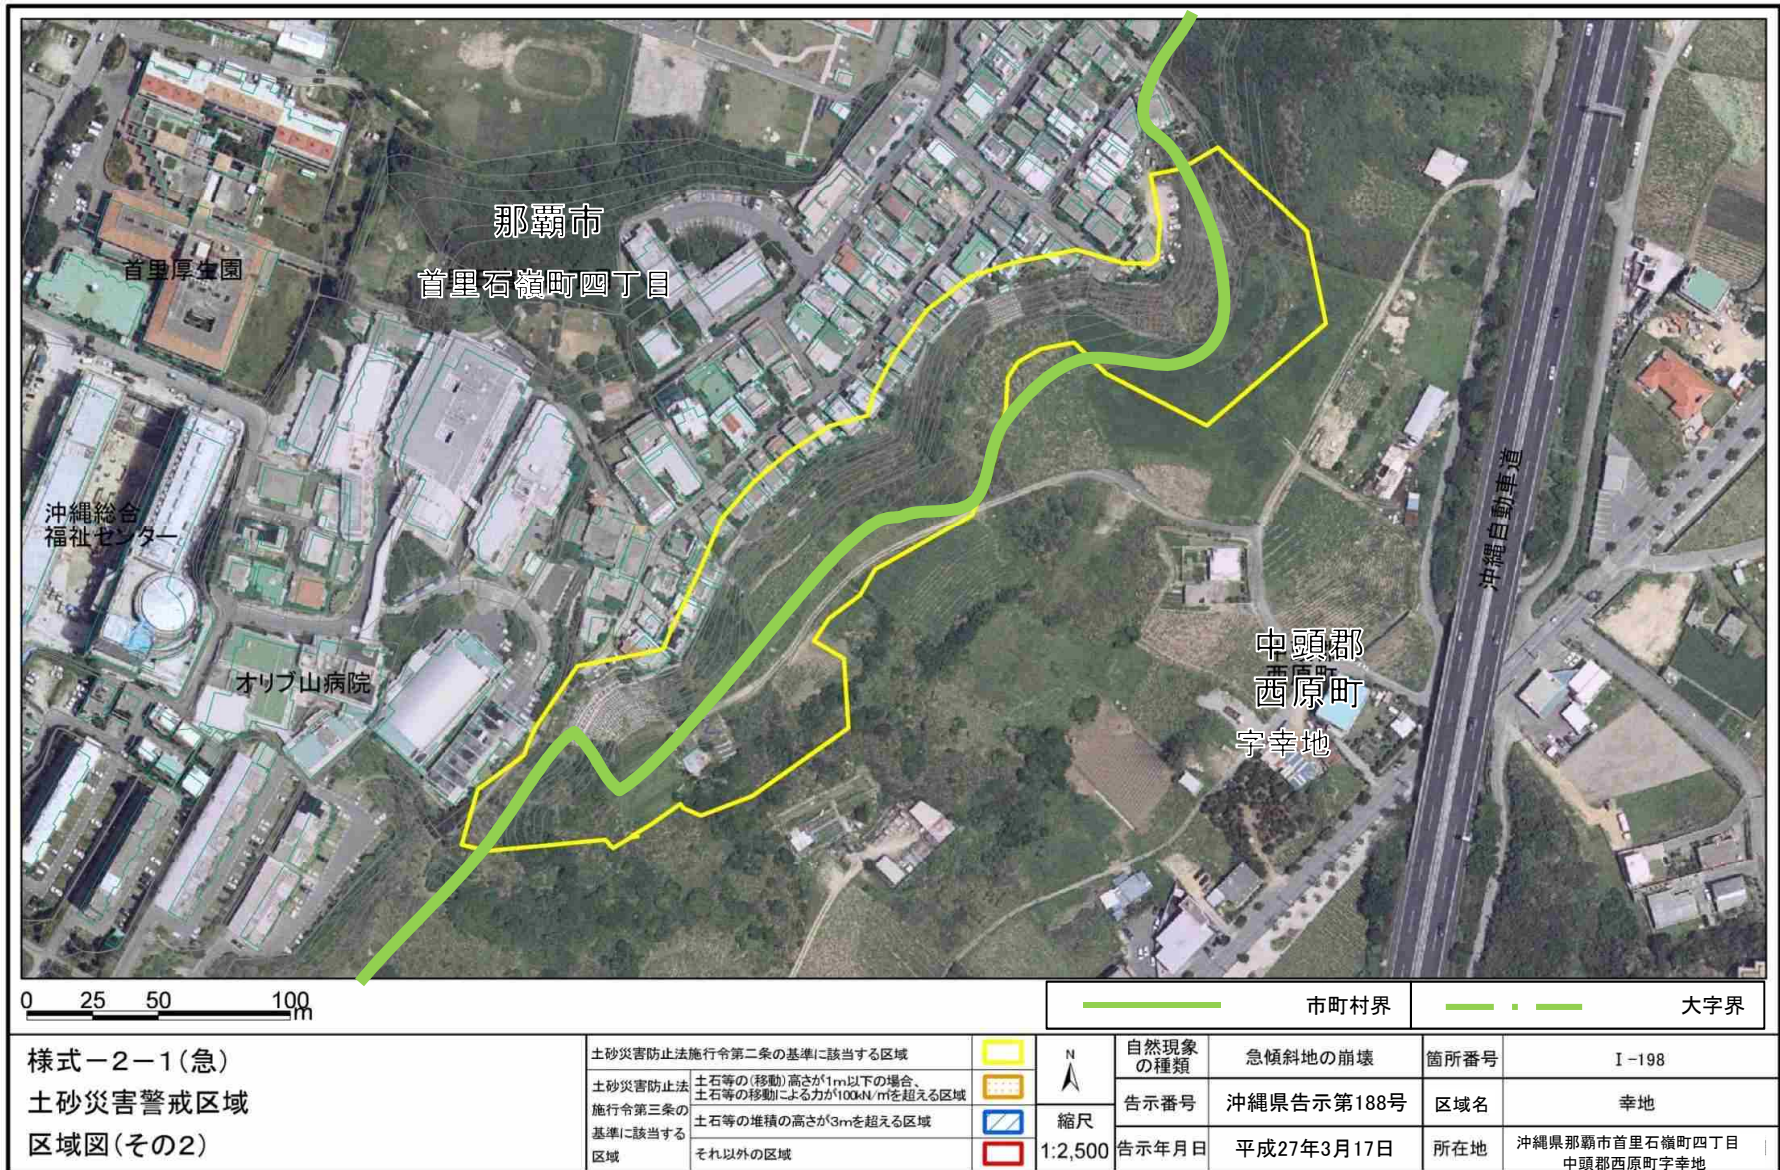 那覇市
首里石嶺町四丁目
首里厚生園
沖縄総合
福祉センター
オリブ山病院
沖縄自動車道
中頭郡
西原町
西原町
字幸地
0 25 50 100m
市町村界
大字界
様式－2－1(急)
土砂災害警戒区域
区域図(その2)
土砂災害防止法施行令第二条の基準に該当する区域
土砂災害防止法
施行令第三条の
基準に該当する
区域
土石等の(移動)高さが1m以下の場合、
土石等の移動による力が100kN/㎡を超える区域
土石等の堆積の高さが3mを超える区域
それ以外の区域
N
縮尺
1:2,500
自然現象
の種類
急傾斜地の崩壊
箇所番号
Ⅰ-198
告示番号
沖縄県告示第188号
区域名
幸地
告示年月日
平成27年3月17日
所在地
沖縄県那覇市首里石嶺町四丁目
中頭郡西原町字幸地